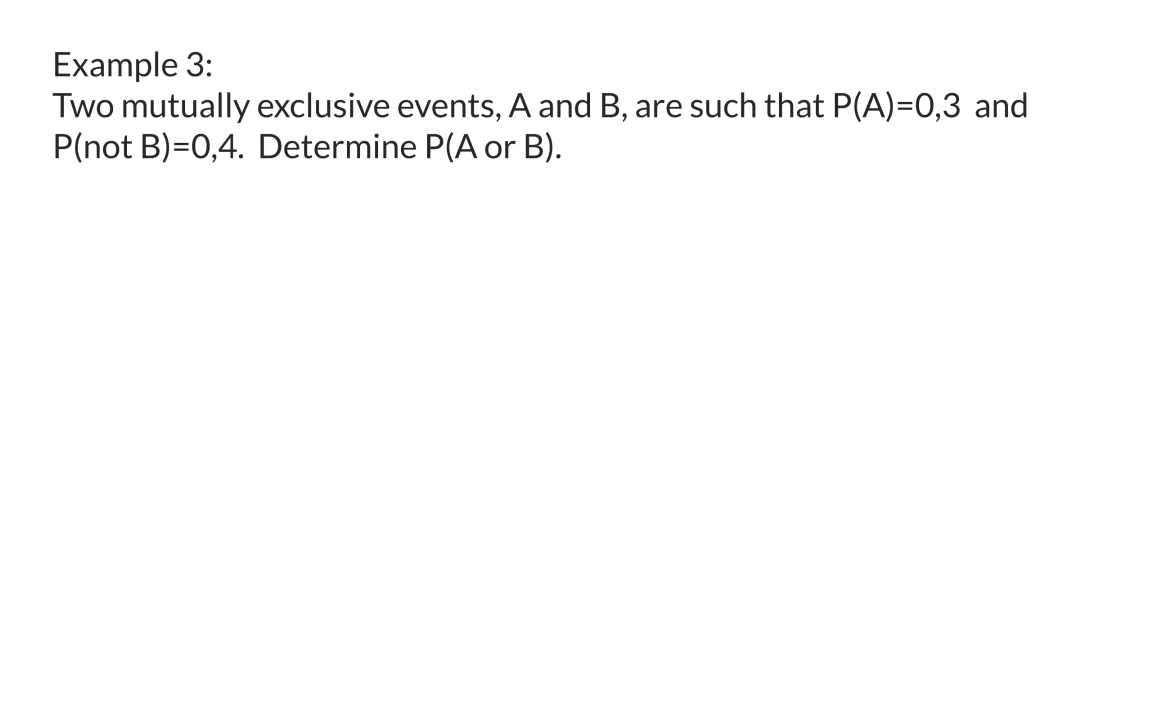 Example 3:
Two mutually exclusive events, A and B, are such that P(A)=0,3  and
P(not B)=0,4.  Determine P(A or B).